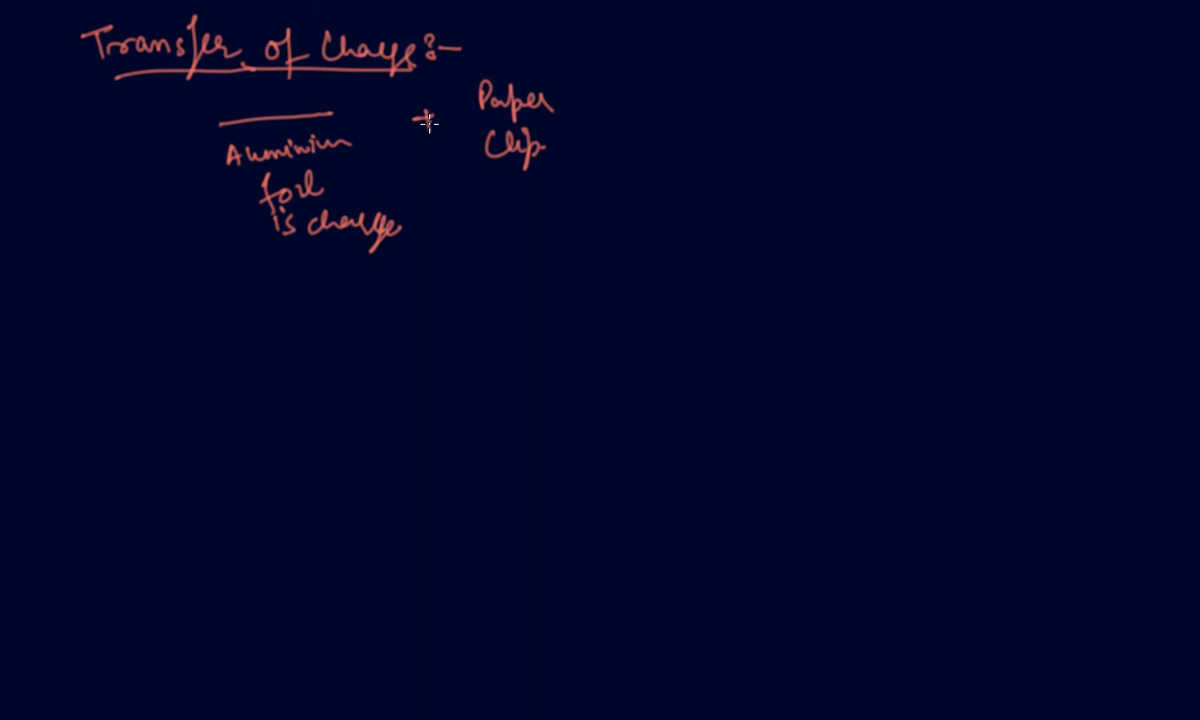 Transfer of Charge:-
Aluminium
foil
is charge
+
Paper
Clip